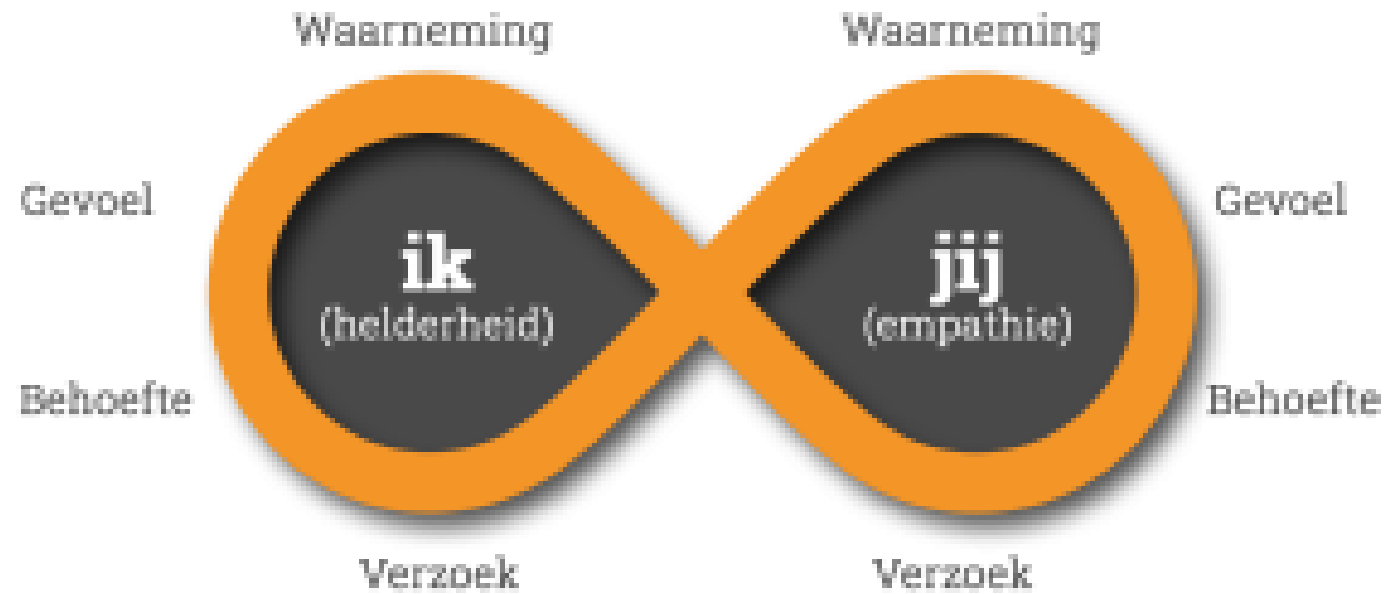 Waarneming Waarneming
Gevoel Gevoel
ik jij
(helderheid) (empathie)
Behoefte Behoefte
Verzoek Verzoek